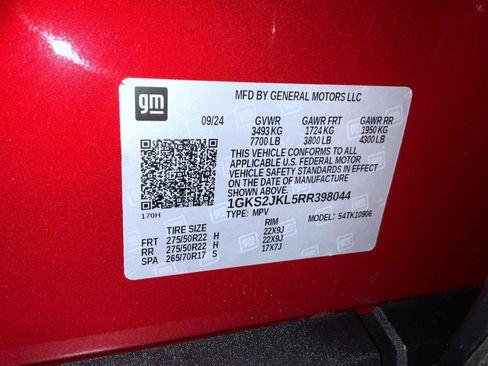 gm
MFD BY GENERAL MOTORS LLC
09/24 GVWR GAWR FRT GAWR RR
3493 KG 1724 KG 1950 KG
7700 LB 3800 LB 4300 LB
THIS VEHICLE CONFORMS TO ALL
APPLICABLE U.S. FEDERAL MOTOR
VEHICLE SAFETY STANDARDS IN EFFECT
ON THE DATE OF MANUFACTURE
SHOWN ABOVE.
1GKS2JKL5RR398044
170H
TYPE: MPV MODEL: 54TK10906
TIRE SIZE RIM
FRT 275/50R22 H 22X9J
RR 275/50R22 H 22X9J
SPA 265/70R17 S 17X7J